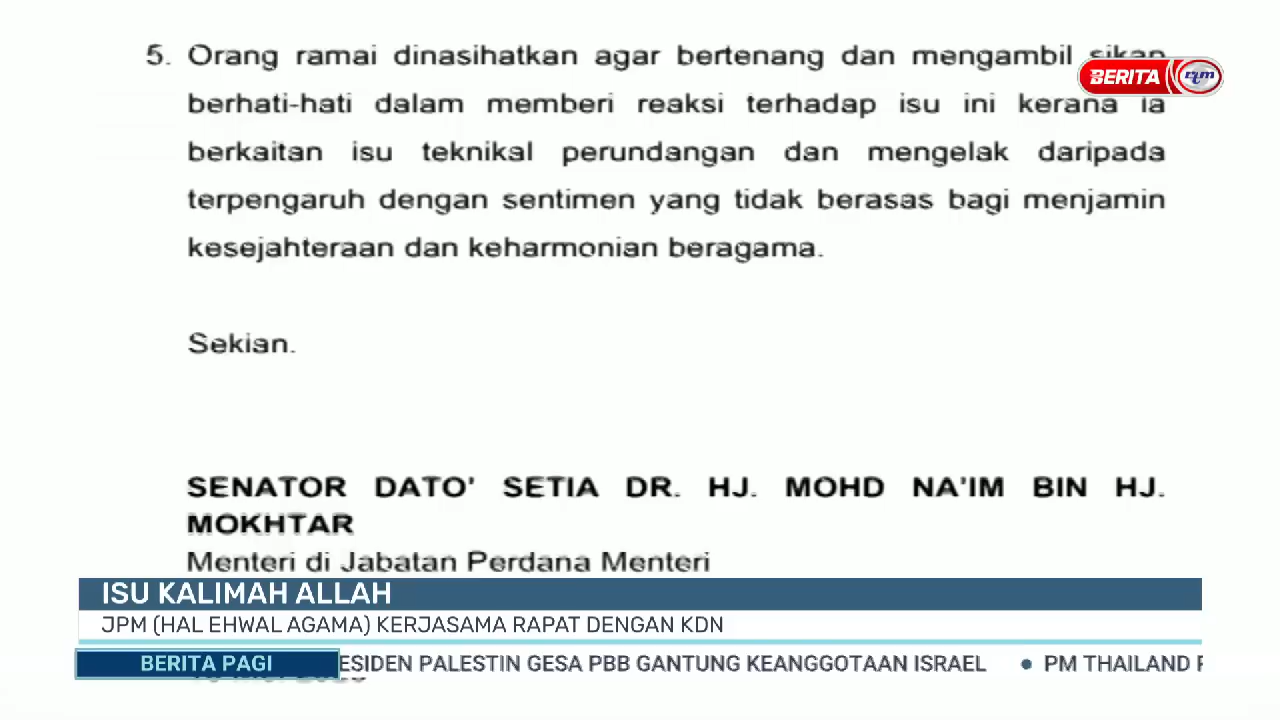 5. Orang ramai dinasihatkan agar bertenang dan mengambil sikap
BERITA rtm
berhati-hati dalam memberi reaksi terhadap isu ini kerana ia
berkaitan isu teknikal perundangan dan mengelak daripada
terpengaruh dengan sentimen yang tidak berasas bagi menjamin
kesejahteraan dan keharmonian beragama.
Sekian.
SENATOR DATO' SETIA DR. HJ. MOHD NA'IM BIN HJ.
MOKHTAR
Menteri di Jabatan Perdana Menteri
ISU KALIMAH ALLAH
JPM (HAL EHWAL AGAMA) KERJASAMA RAPAT DENGAN KDN
BERITA PAGI ESIDEN PALESTIN GESA PBB GANTUNG KEANGGOTAAN ISRAEL • PM THAILAND